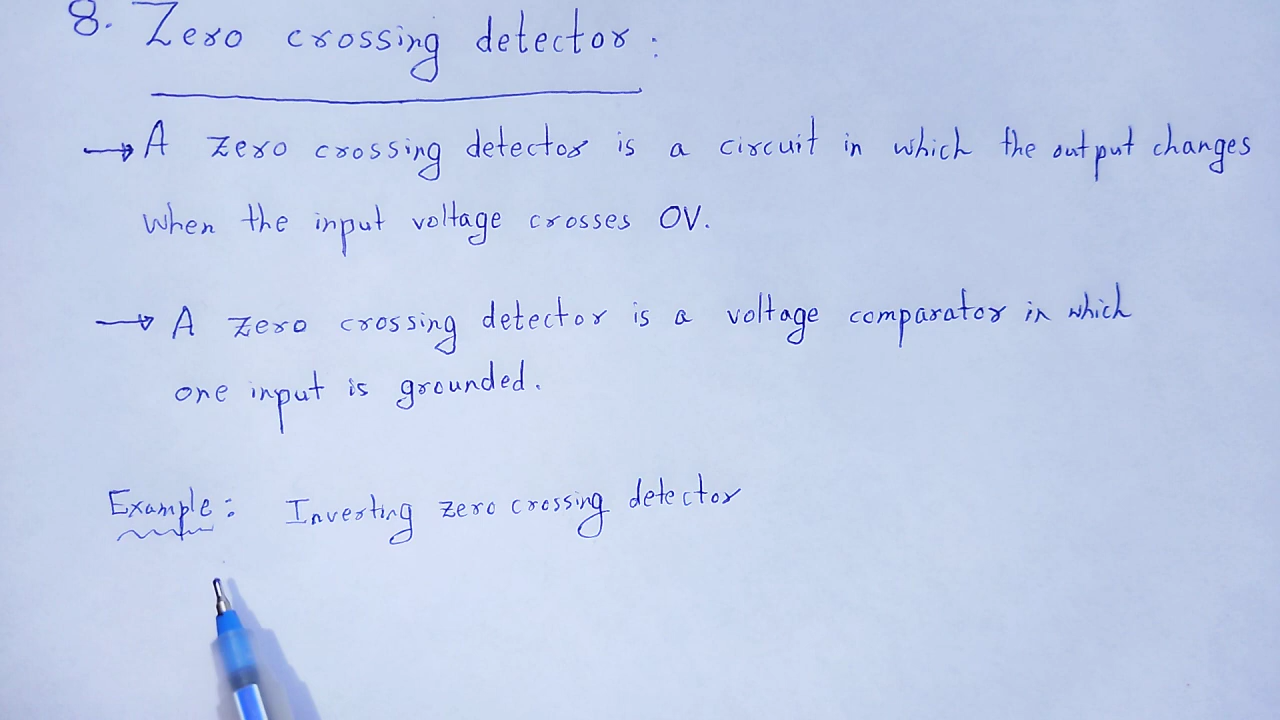 8. Zero crossing detector :
→ A zero crossing detector is a circuit in which the output changes
when the input voltage crosses 0V.
→ A zero crossing detector is a voltage comparator in which
one input is grounded.
Example : Inverting zero crossing detector